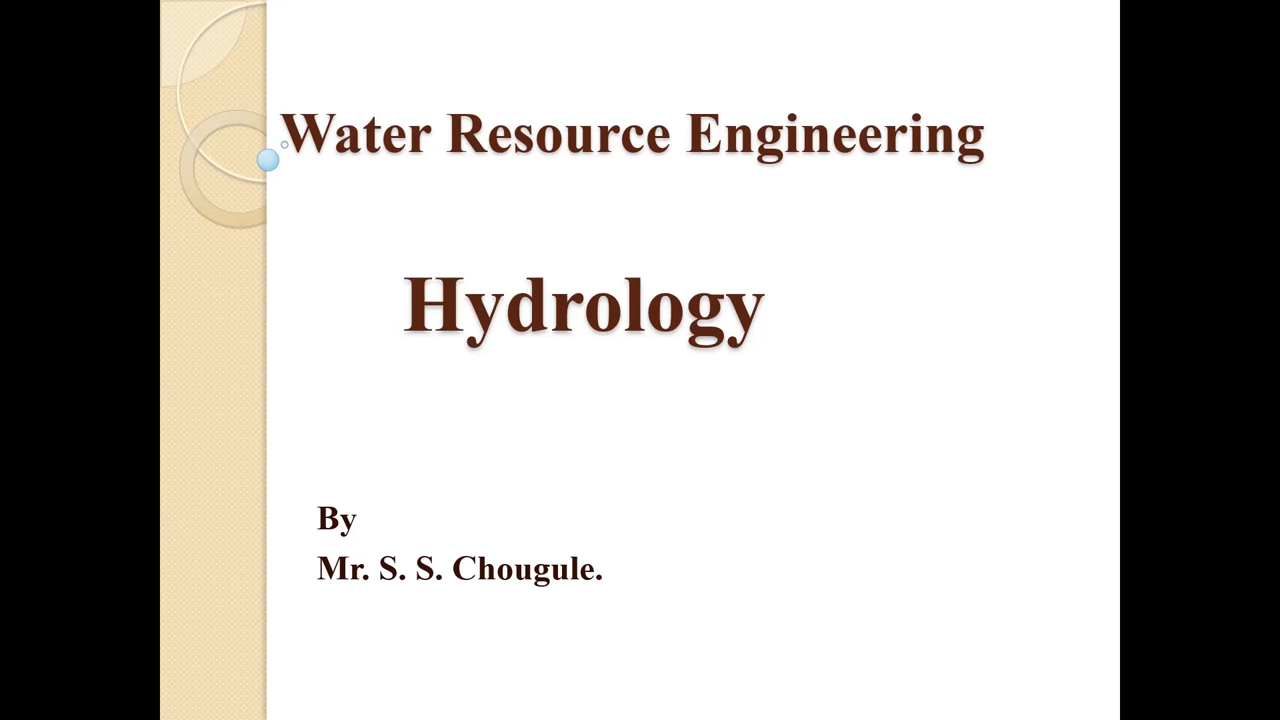 Water Resource Engineering
Hydrology
By
Mr. S. S. Chougule.